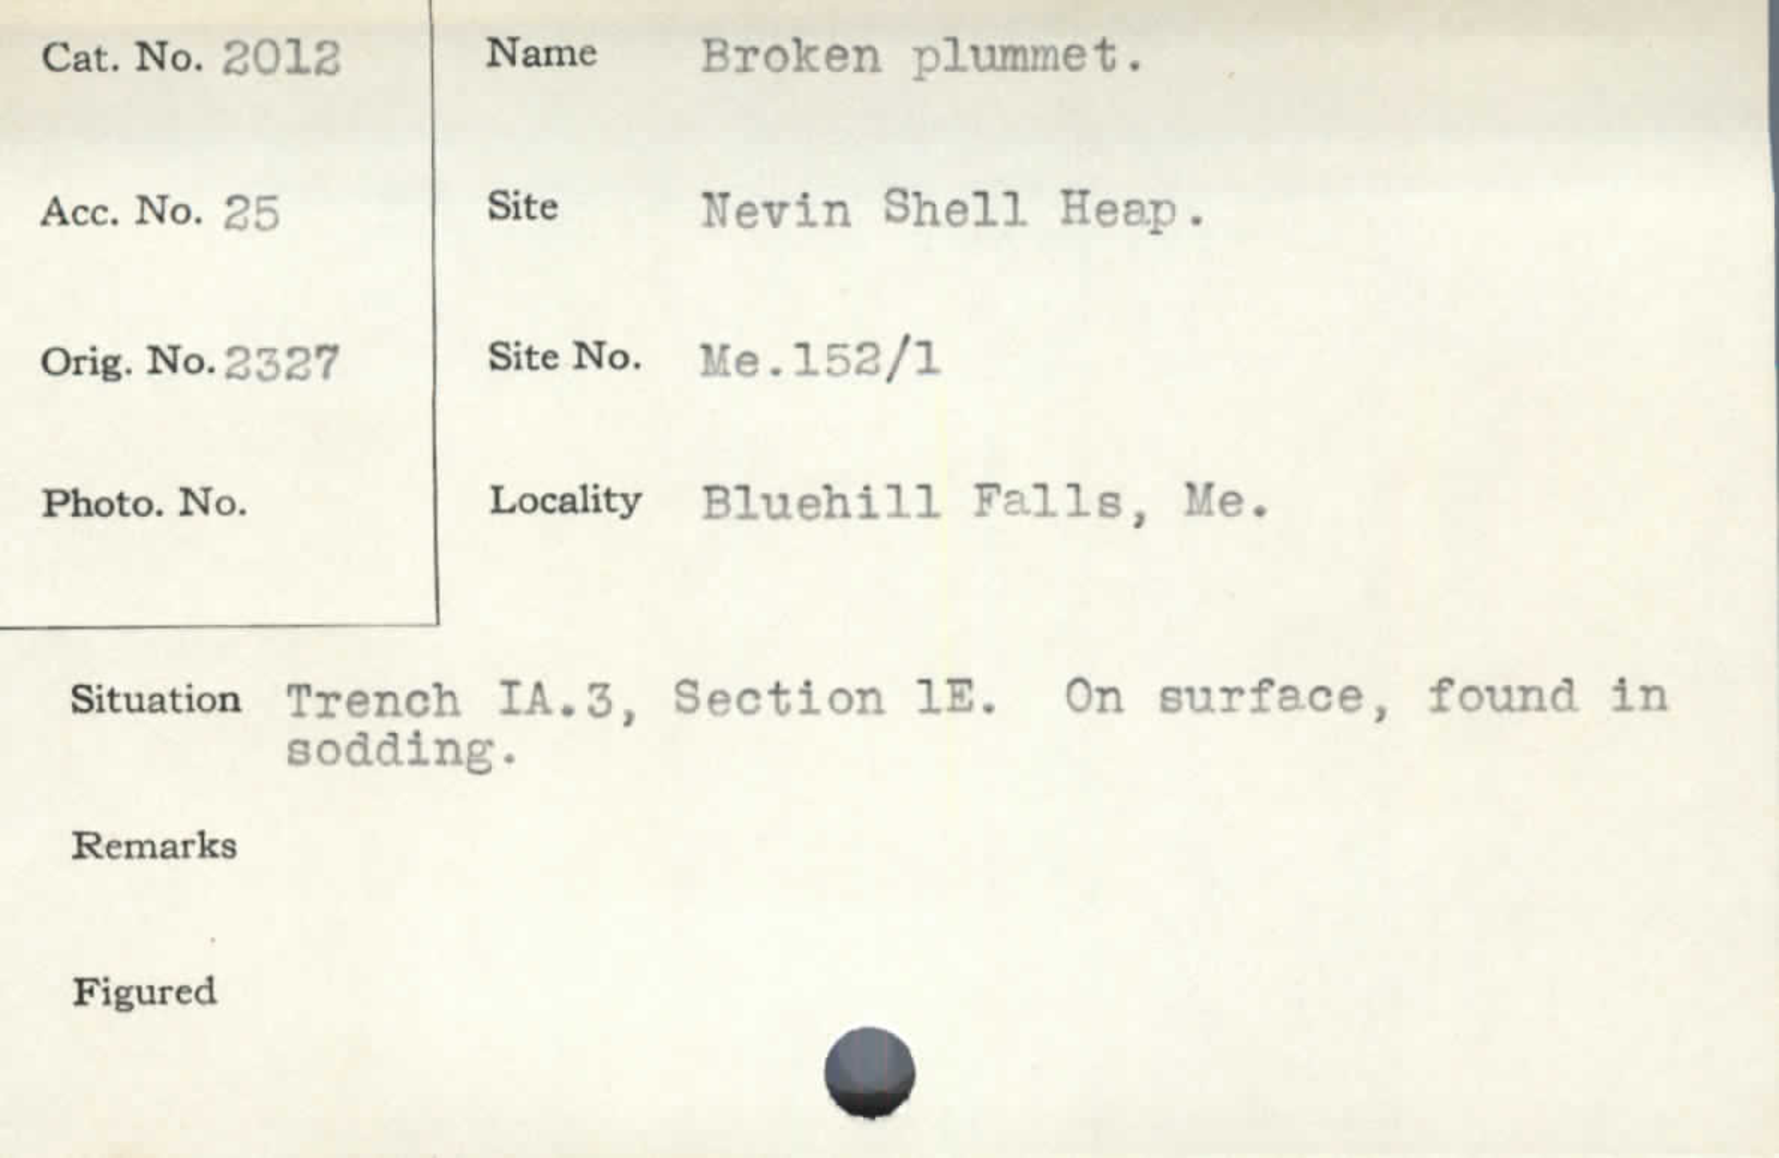 Cat. No. 2012
Acc. No. 25
Orig. No. 2327
Photo. No.
Name Broken plummet.
Site Nevin Shell Heap.
Site No. Me.152/1
Locality Bluehill Falls, Me.
Situation Trench IA.3, Section 1E. On surface, found in
sodding.
Remarks
Figured